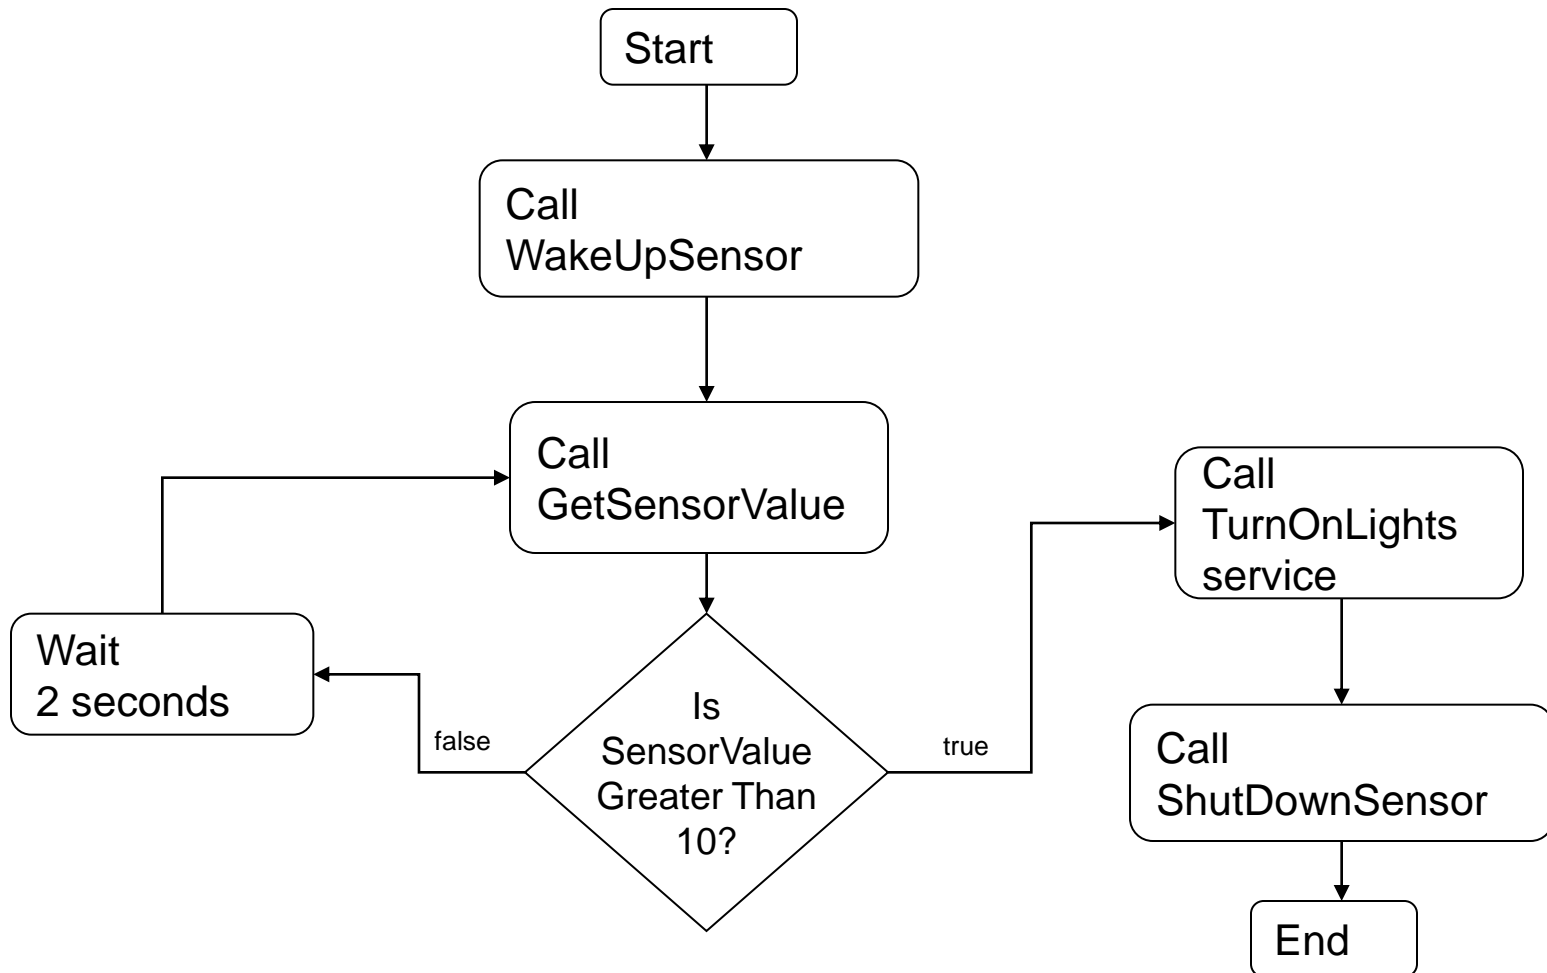 Start
Call
WakeUpSensor
Call
GetSensorValue
Call
TurnOnLights
service
Wait
2 seconds
false
Is
SensorValue
Greater Than
10?
true
Call
ShutDownSensor
End